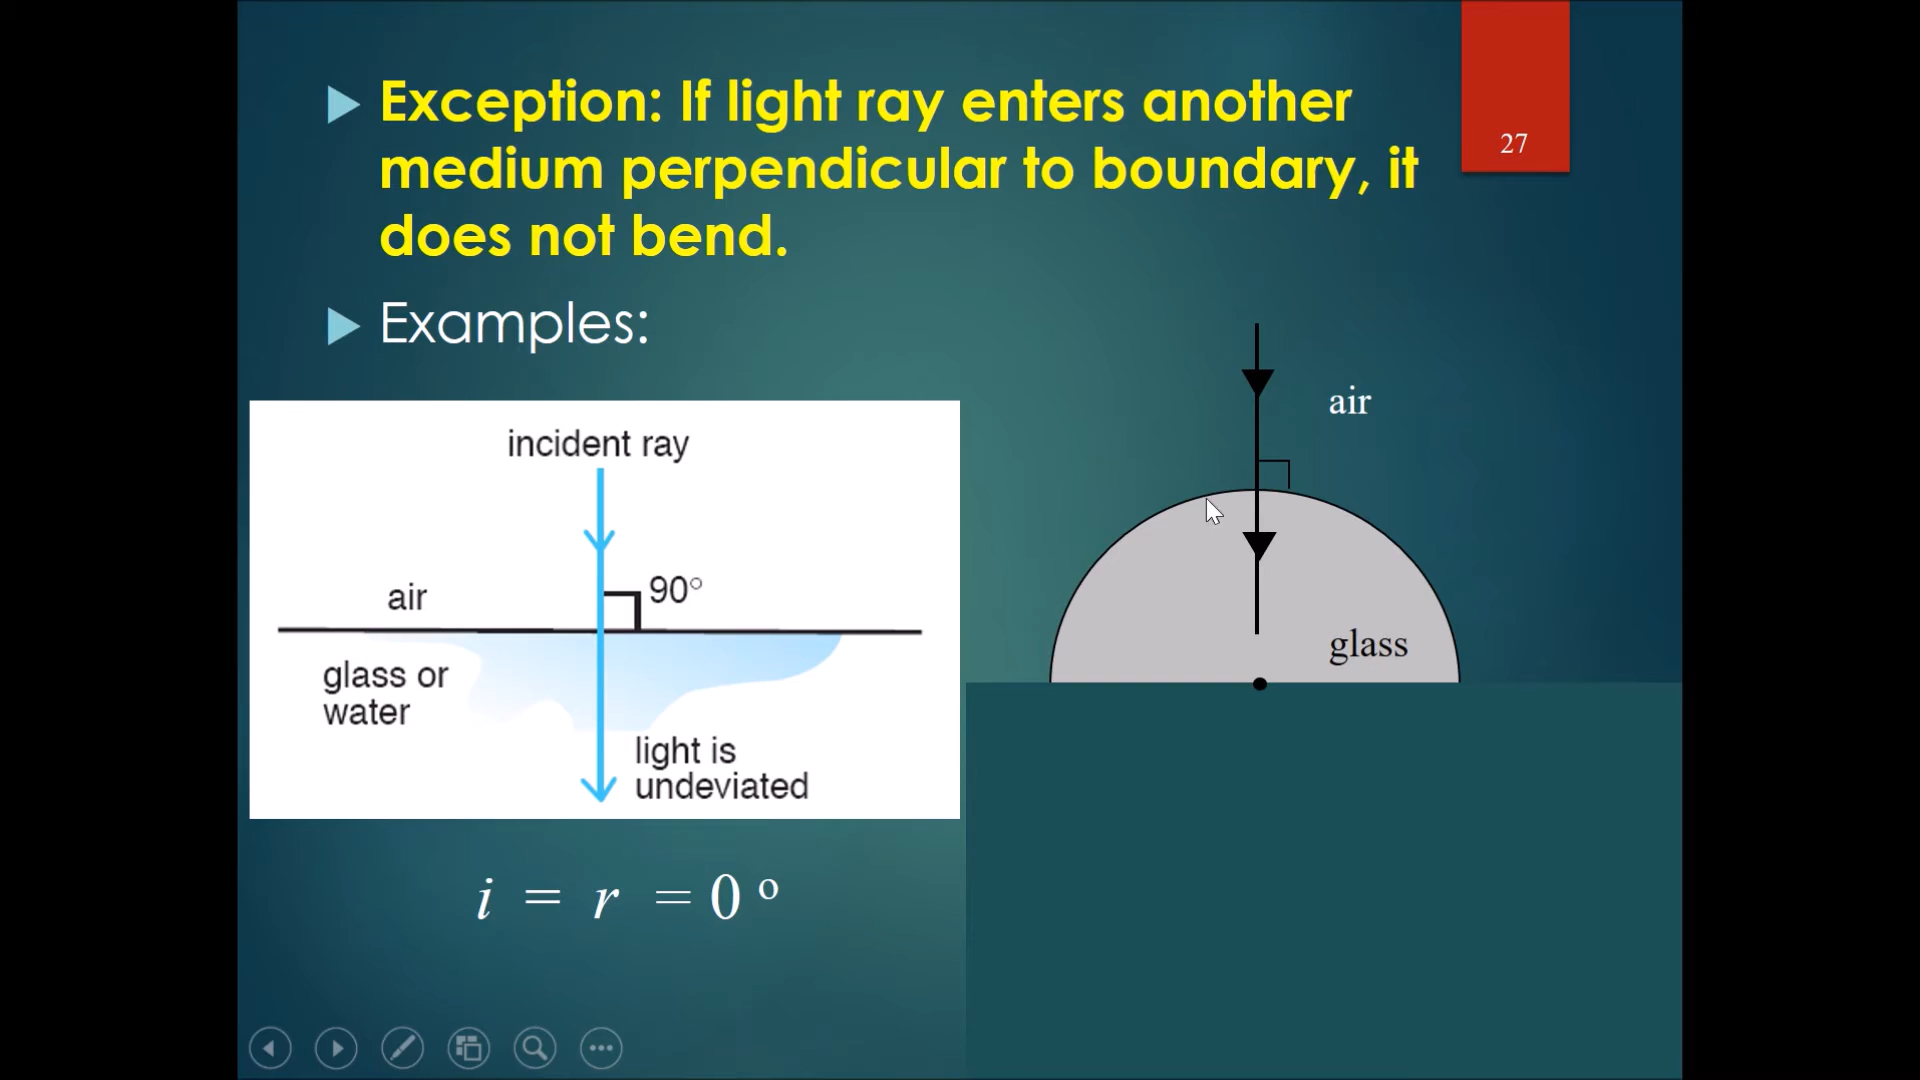 Exception: If light ray enters another
medium perpendicular to boundary, it
does not bend.
27
Examples:
incident ray
90°
air
glass or
water
light is
undeviated
i = r = 0 °
air
glass